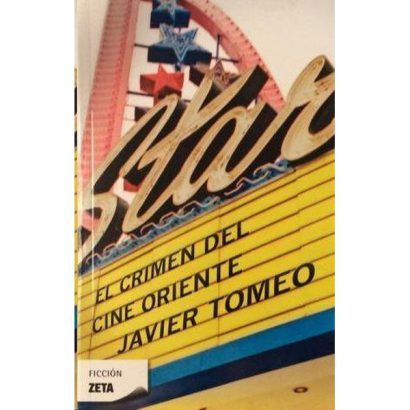 Star
EL CRIMEN DEL
CINE ORIENTE
JAVIER TOMEO
FICCIÓN
ZETA